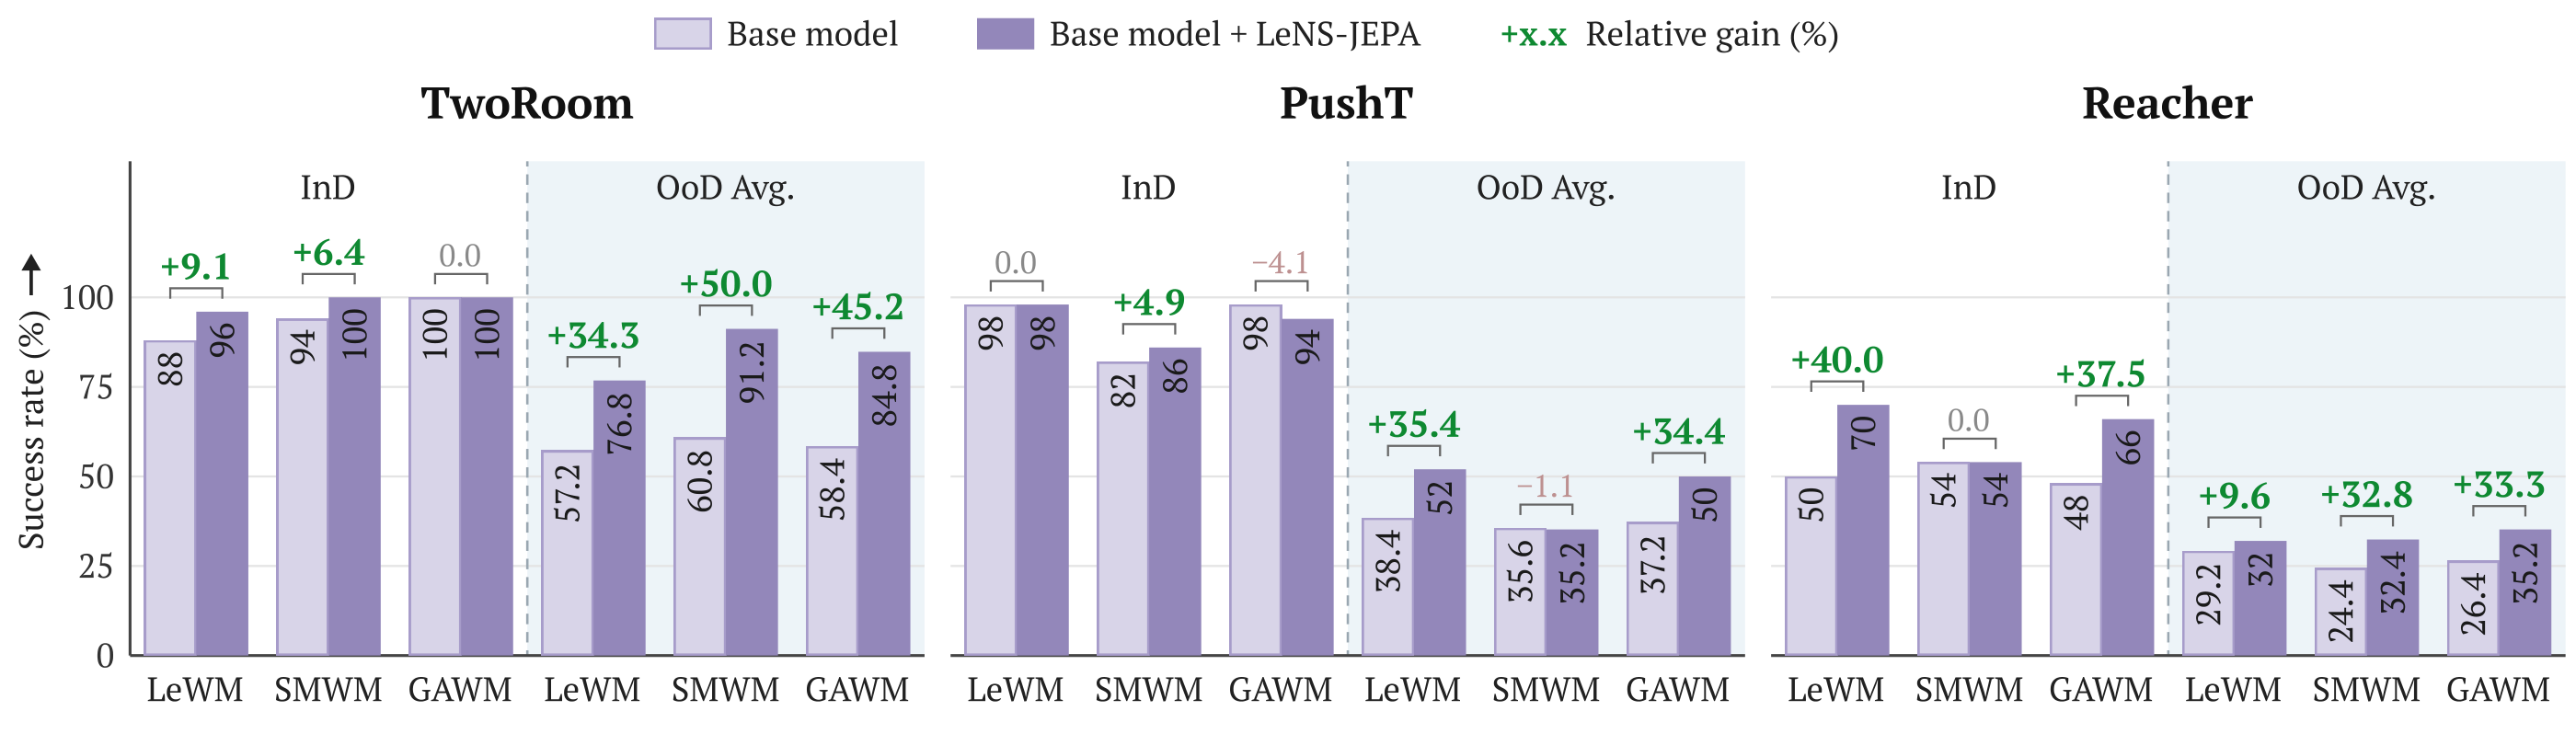 Base model
Base model + LeNS-JEPA
+x.x Relative gain (%)
TwoRoom
PushT
Reacher
Success rate (%)
100
75
50
25
0
InD
OoD Avg.
+9.1
+6.4
0.0
+34.3
+50.0
+45.2
88
96
94
100
100
100
57.2
76.8
60.8
91.2
58.4
84.8
LeWM
SMWM
GAWM
LeWM
SMWM
GAWM
InD
OoD Avg.
0.0
+4.9
−4.1
+35.4
−1.1
+34.4
98
98
82
86
98
94
38.4
52
35.6
35.2
37.2
50
LeWM
SMWM
GAWM
LeWM
SMWM
GAWM
InD
OoD Avg.
+40.0
0.0
+37.5
+9.6
+32.8
+33.3
50
70
54
54
48
66
29.2
32
24.4
32.4
26.4
35.2
LeWM
SMWM
GAWM
LeWM
SMWM
GAWM